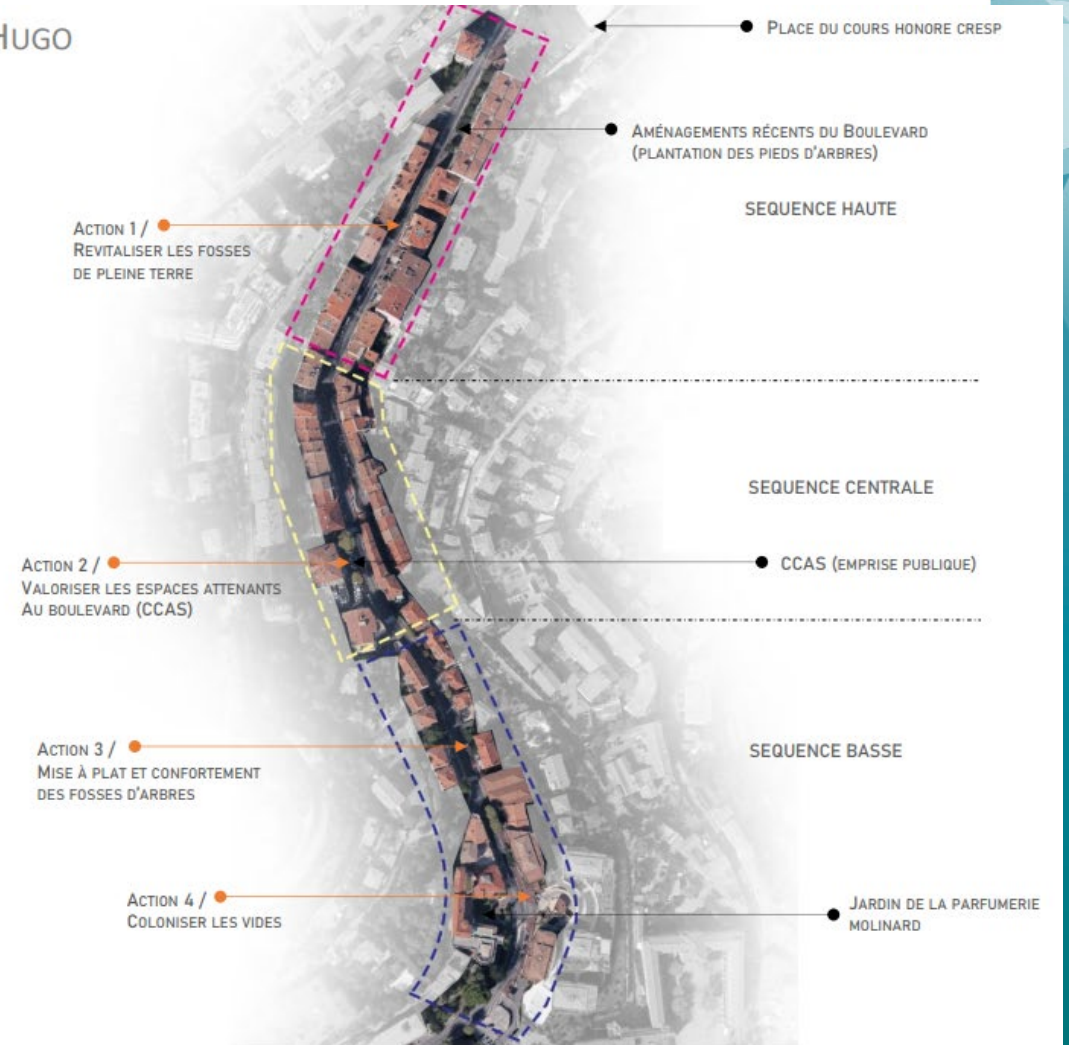 HUGO
PLACE DU COURS HONORE CRESP
AMÉNAGEMENTS RÉCENTS DU BOULEVARD
(PLANTATION DES PIEDS D'ARBRES)
SEQUENCE HAUTE
ACTION 1 /
REVITALISER LES FOSSES
DE PLEINE TERRE
SEQUENCE CENTRALE
ACTION 2 /
VALORISER LES ESPACES ATTENANTS
AU BOULEVARD (CCAS)
CCAS (EMPRISE PUBLIQUE)
ACTION 3 /
MISE À PLAT ET CONFORTEMENT
DES FOSSES D'ARBRES
SEQUENCE BASSE
ACTION 4 /
COLONISER LES VIDES
JARDIN DE LA PARFUMERIE
MOLINARD